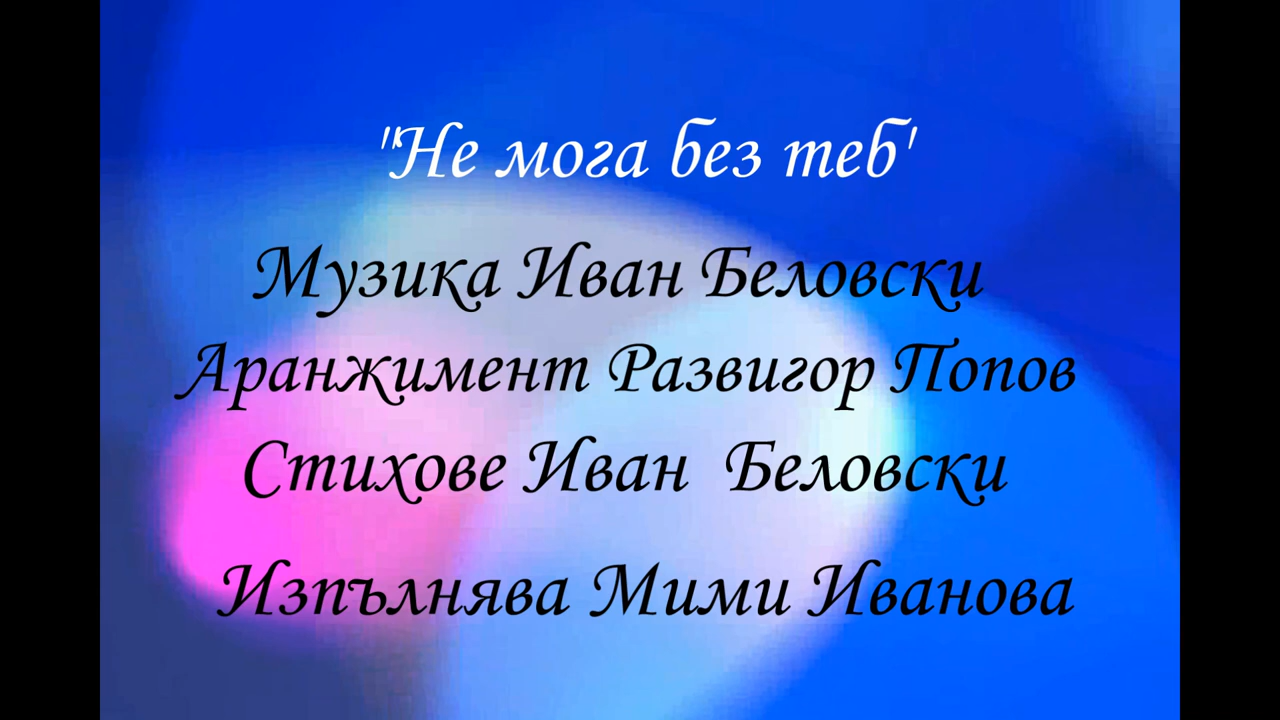 "Не мога без теб'
Музика Иван Беловски
Аранжимент Развигор Попов
Стихове Иван Беловски
Изпълнява Мими Иванова